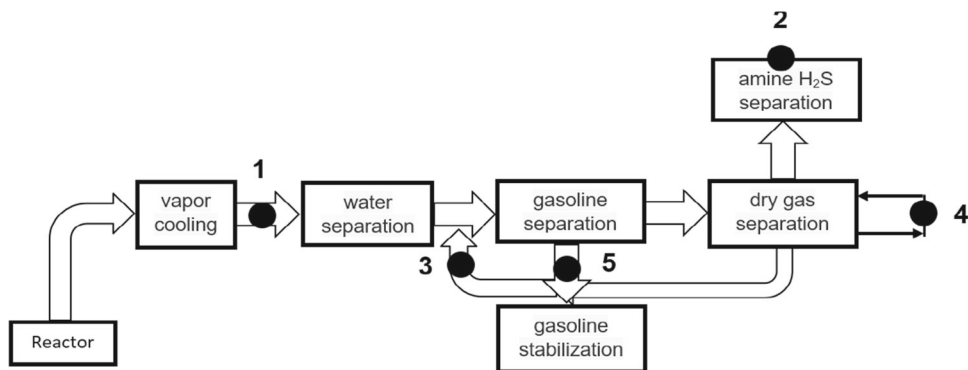 2
amine H₂S
separation
1
vapor
cooling
water
separation
gasoline
separation
dry gas
separation
4
3
5
Reactor
gasoline
stabilization